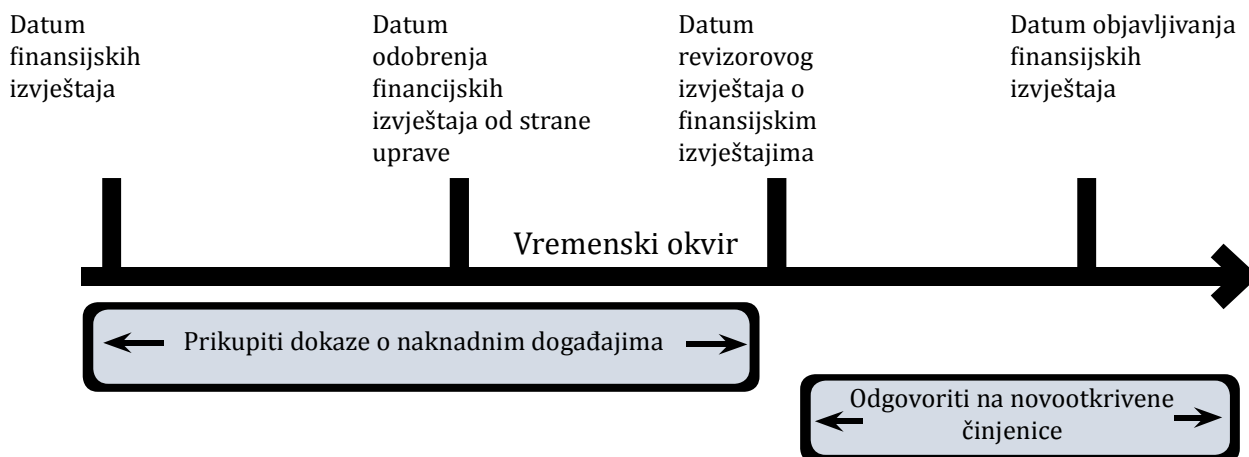 Datum
finansijskih
izvještaja
Datum
odobrenja
financijskih
izvještaja od strane
uprave
Datum
revizorovog
izvještaja o
finansijskim
izvještajima
Datum objavljivanja
finansijskih
izvještaja
Vremenski okvir
Prikupiti dokaze o naknadnim događajima
Odgovoriti na novootkrivene
činjenice